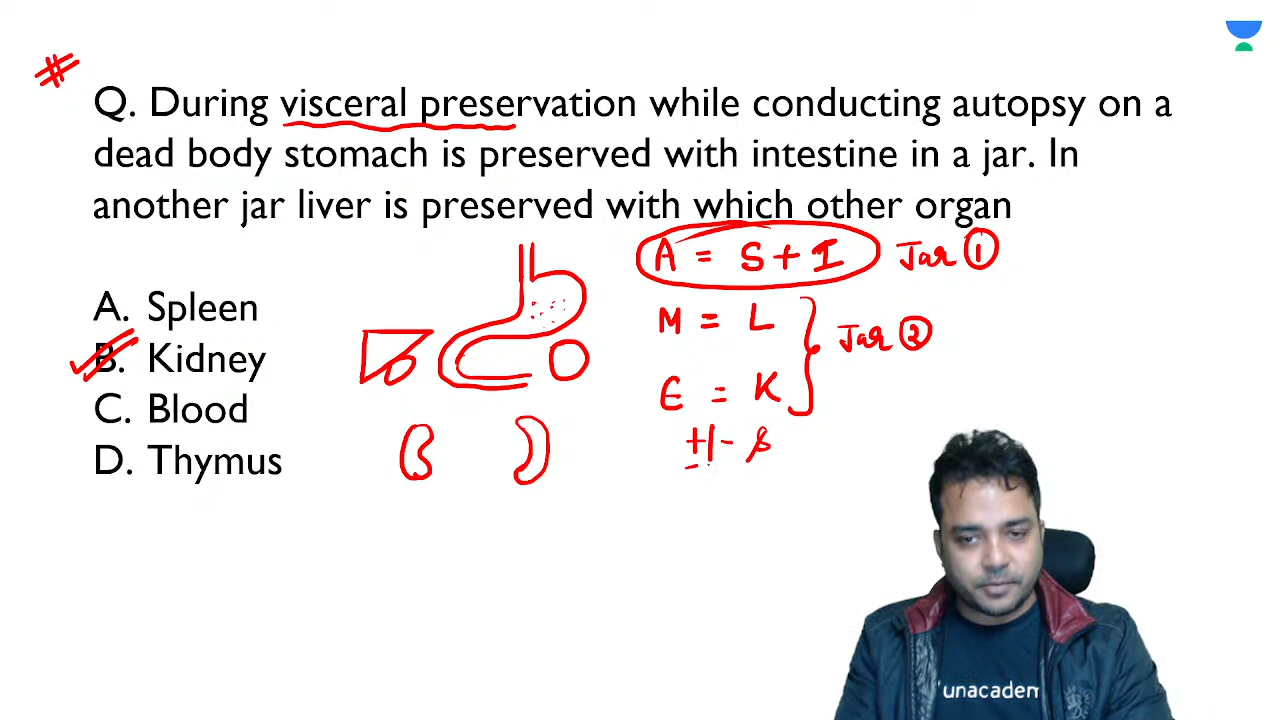 Q. During visceral preservation while conducting autopsy on a
dead body stomach is preserved with intestine in a jar. In
another jar liver is preserved with which other organ
A = S + I Jar 1
A. Spleen
M = L
Jar 2
B. Kidney
E = K
C. Blood
+/- S
D. Thymus
unacadem